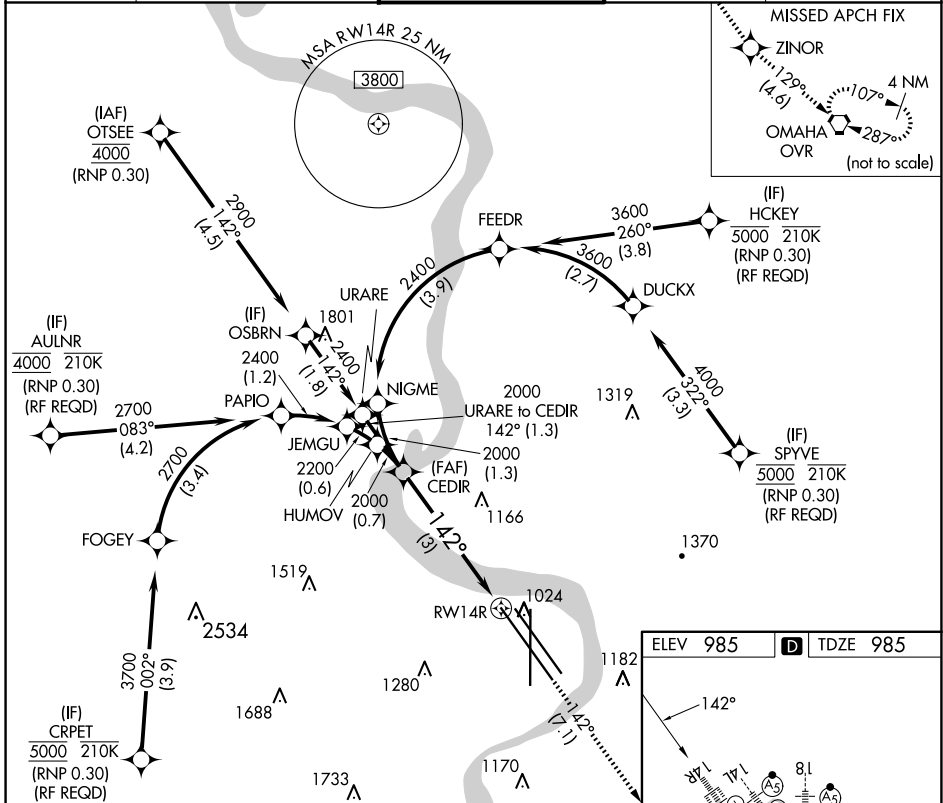 MSA RW14R 25 NM
3800
MISSED APCH FIX
ZINOR
129°
(4.6)
4 NM
107°
287°
OMAHA
OVR
(not to scale)
(IAF)
OTSEE
4000
(RNP 0.30)
2900
142°
(4.5)
(IF)
HCKEY
5000 210K
(RNP 0.30)
(RF REQD)
3600
260°
(3.8)
FEEDR
3600
(2.7)
DUCKX
2400
(3.9)
URARE
(IF)
OSBRN
1801
2400
142°
(1.8)
(IF)
AULNR
4000 210K
(RNP 0.30)
(RF REQD)
2400
(1.2)
PAPIO
2700
083°
(4.2)
NIGME
2000
URARE to CEDIR
142° (1.3)
1319
4000
322°
(3.3)
(IF)
SPYVE
5000 210K
(RNP 0.30)
(RF REQD)
JEMGU
2200
(0.6)
HUMOV
2000
(0.7)
2000
(1.3)
(FAF)
CEDIR
2700
(3.4)
FOGEY
1166
142°
(3)
1370
1519
2534
RW14R
1024
3700
002°
(3.9)
1280
1688
1182
(IF)
CRPET
5000 210K
(RNP 0.30)
(RF REQD)
1733
1170
142°
(7.1)
ELEV 985
D
TDZE 985
142°
14R
14L
18
A5
A5